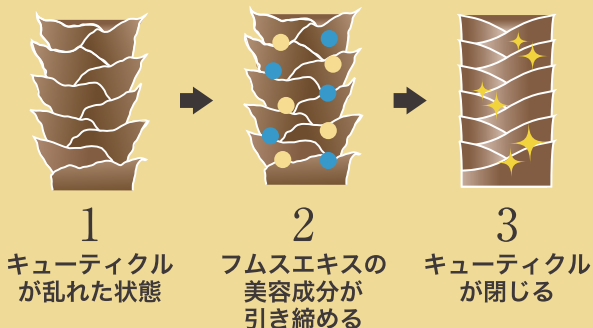 1
キューティクル
が乱れた状態
2
フムスエキスの
美容成分が
引き締める
3
キューティクル
が閉じる